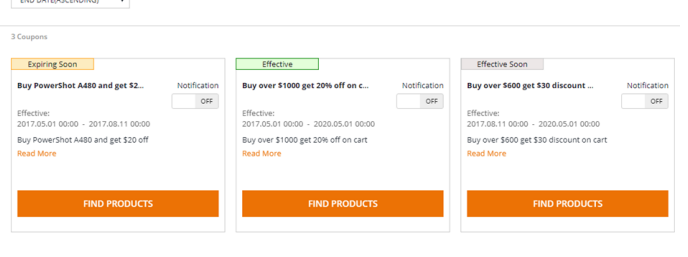 END DATE(ASCENDING)
3 Coupons
Expiring Soon
Buy PowerShot A480 and get $2...
Notification
OFF
Effective:
2017.05.01 00:00 - 2017.08.11 00:00
Buy PowerShot A480 and get $20 off
Read More
FIND PRODUCTS
Effective
Buy over $1000 get 20% off on c...
Notification
OFF
Effective:
2017.05.01 00:00 - 2020.05.01 00:00
Buy over $1000 get 20% off on cart
Read More
FIND PRODUCTS
Effective Soon
Buy over $600 get $30 discount ...
Notification
OFF
Effective:
2017.08.11 00:00 - 2020.05.01 00:00
Buy over $600 get $30 discount on cart
Read More
FIND PRODUCTS